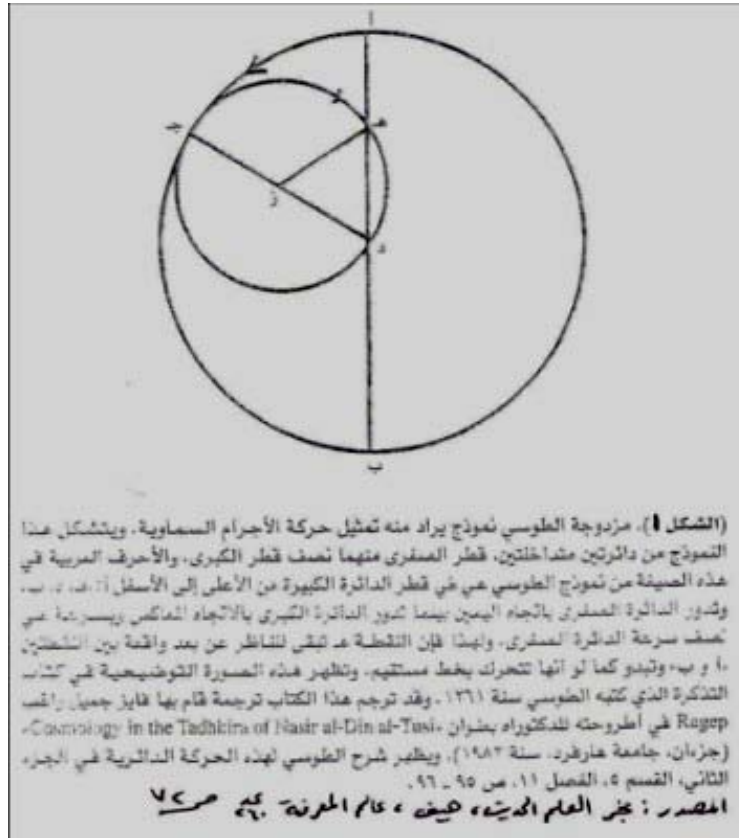 ا
جـ
هـ
ز
د
ب
(الشكل ١). مزدوجة الطوسي نموذج يراد منه تمثيل حركة الأجرام السماوية. ويتشكل هذا
النموذج من دائرتين متداخلتين، قطر الصغرى منهما نصف قطر الكبرى. والأحرف العربية في
هذه الصيغة من نموذج الطوسي هي في قطر الدائرة الكبيرة من الأعلى إلى الأسفل أ، هـ، د، ب.
وتدور الدائرة الصغرى باتجاه اليمين بينما تدور الدائرة الكبرى بالاتجاه المعاكس وبسرعة هي
نصف سرعة الدائرة الصغرى. ولهذا فإن النقطة هـ تبقى للناظر عن بعد واقعة بين النقطتين
،أ و ب، وتبدو كما لو أنها تتحرك بخط مستقيم. وتظهر هذه الصورة التوضيحية في كتاب
التذكرة الذي كتبه الطوسي سنة ١٣٦١. وقد ترجم هذا الكتاب ترجمة قام بها فايز جميل راغب
Ragep في أطروحته للدكتوراه بعنوان «Cosmology in the Tadhkira of Nasir al-Din al-Tusi»
(جزءان، جامعة هارفرد، سنة ١٩٨٢). ويظهر شرح الطوسي لهذه الحركة الدائرية في الجزء
الثاني، القسم ٥، الفصل ١١، ص ٩٥ - ٩٦.
المصدر: فجر العلم الحديث، هيف، عالم المعرفة عدد ٢٦٠ ص ٧٢